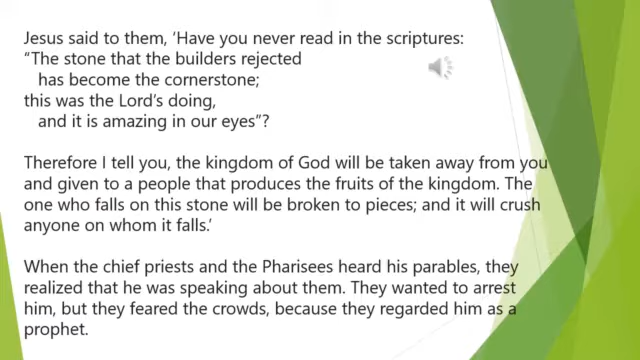 Jesus said to them, ‘Have you never read in the scriptures:
“The stone that the builders rejected
has become the cornerstone;
this was the Lord’s doing,
and it is amazing in our eyes”?
Therefore I tell you, the kingdom of God will be taken away from you
and given to a people that produces the fruits of the kingdom. The
one who falls on this stone will be broken to pieces; and it will crush
anyone on whom it falls.’
When the chief priests and the Pharisees heard his parables, they
realized that he was speaking about them. They wanted to arrest
him, but they feared the crowds, because they regarded him as a
prophet.